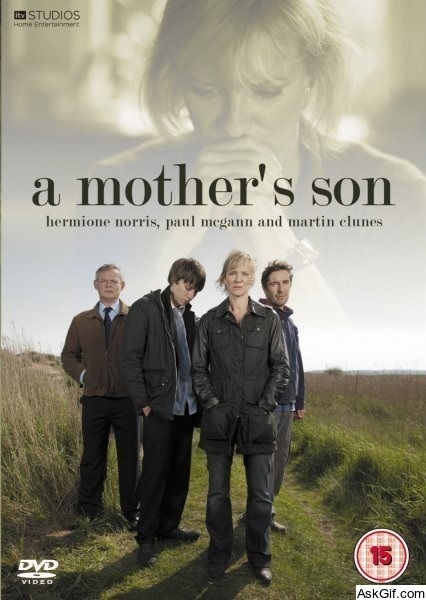 itv STUDIOS
Home Entertainment
a mother's son
hermione norris, paul mcgann and martin clunes
DVD
VIDEO
15
AskGif.com